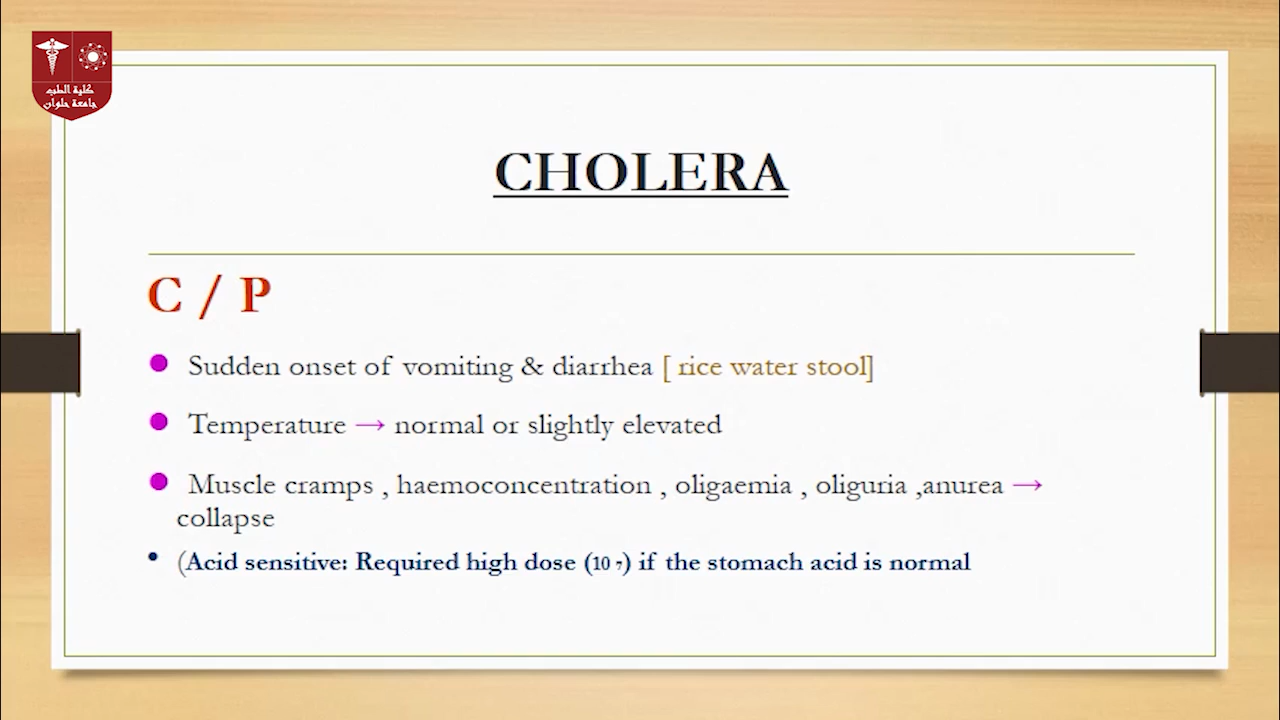 كلية الطب
جامعة حلوان
CHOLERA
C / P
Sudden onset of vomiting & diarrhea [ rice water stool]
Temperature → normal or slightly elevated
Muscle cramps , haemoconcentration , oligaemia , oliguria ,anurea →
collapse
(Acid sensitive: Required high dose (10 7) if the stomach acid is normal